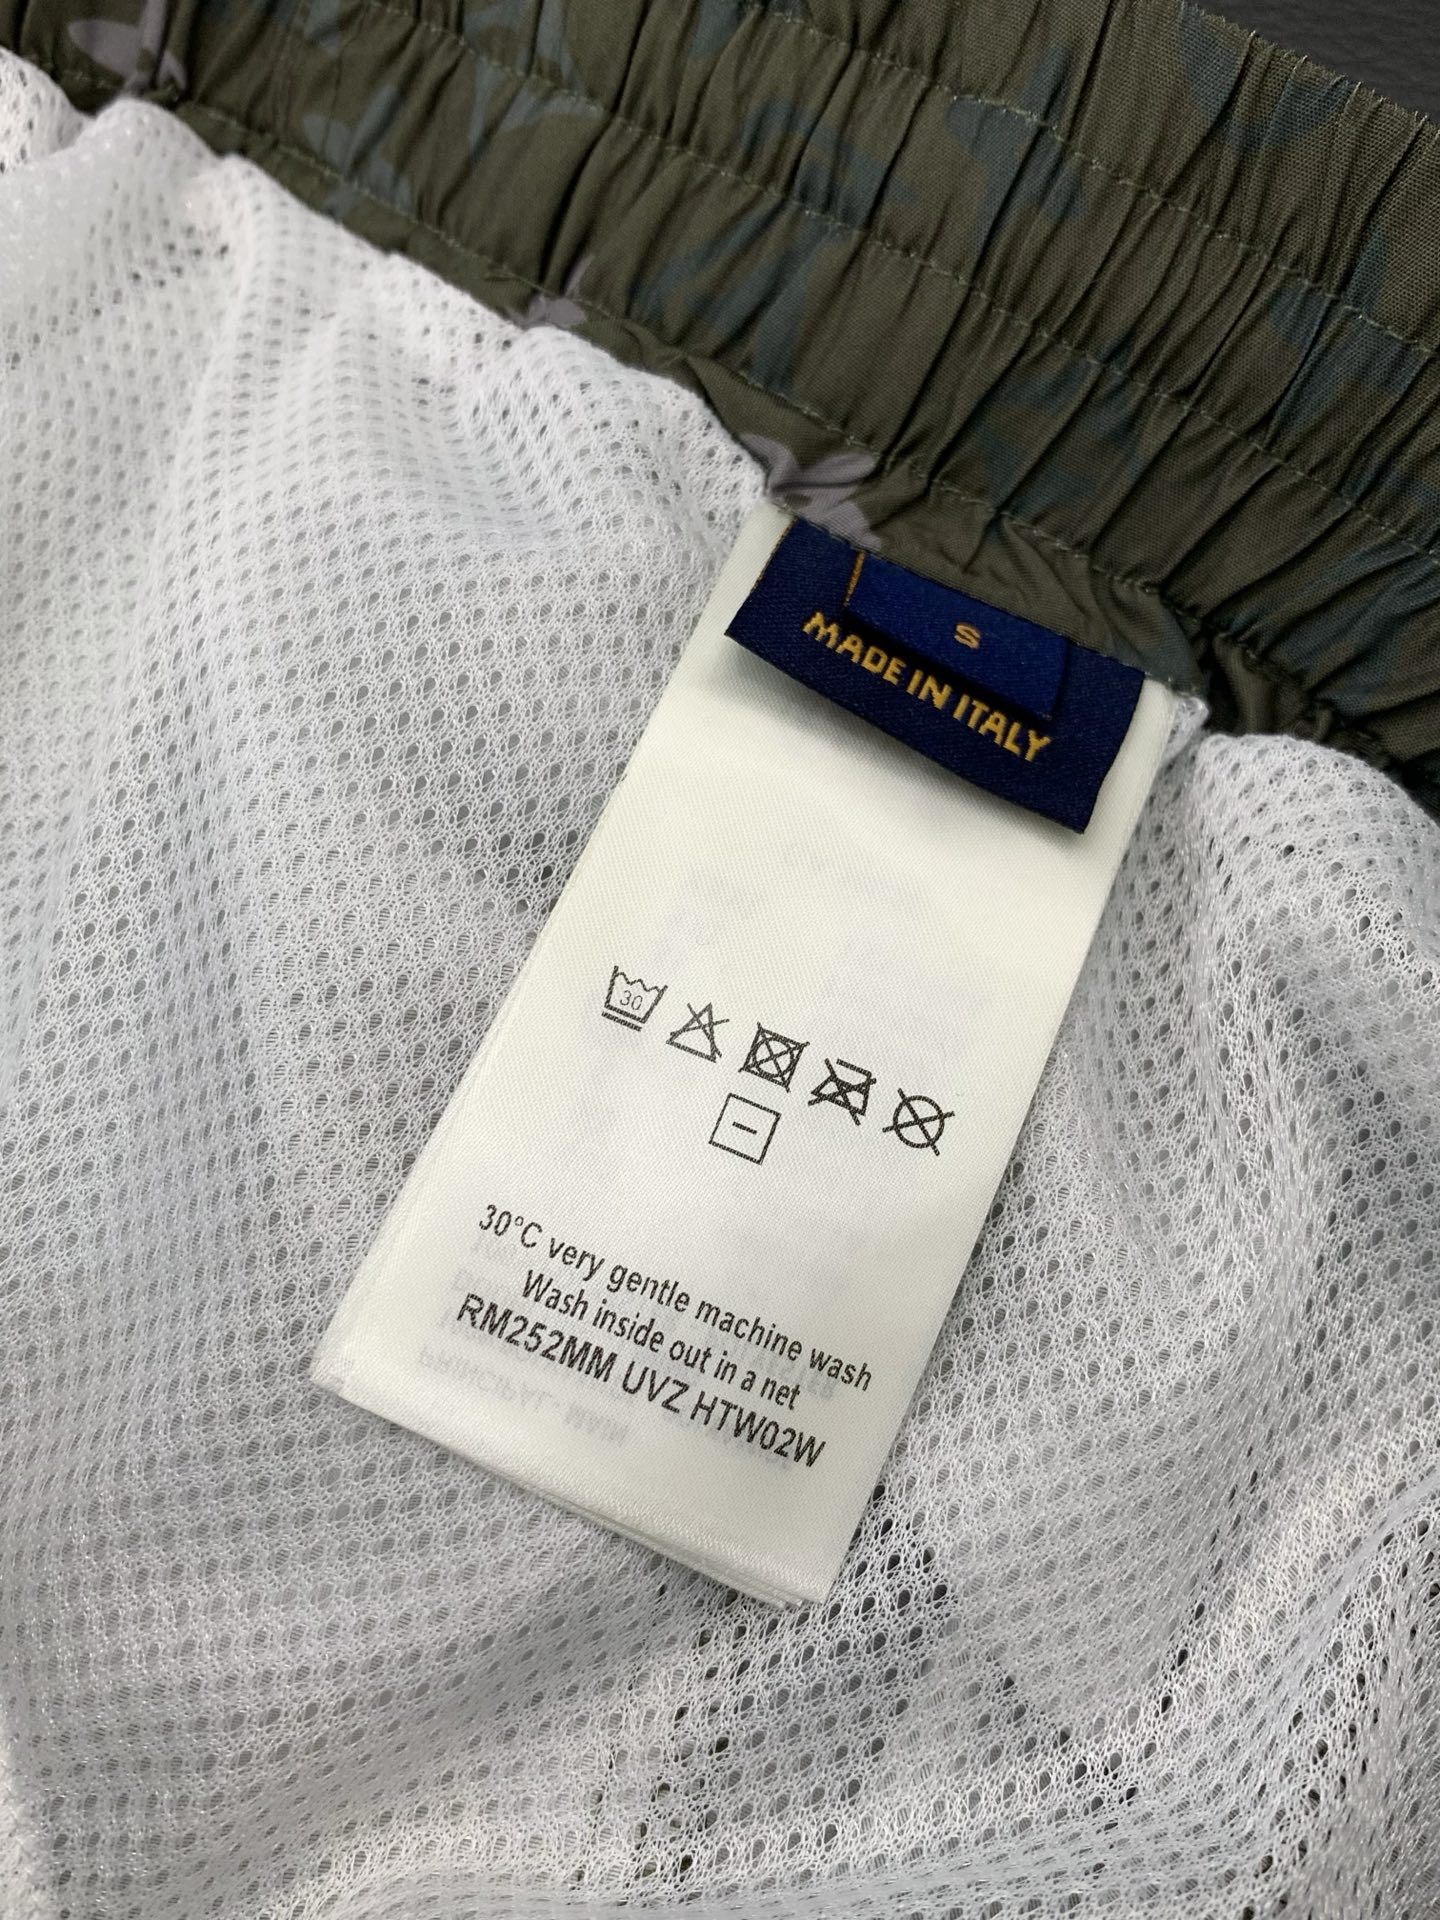 S
MADE IN ITALY
30
30°C very gentle machine wash
Wash inside out in a net
RM252MM UVZ HTW02W